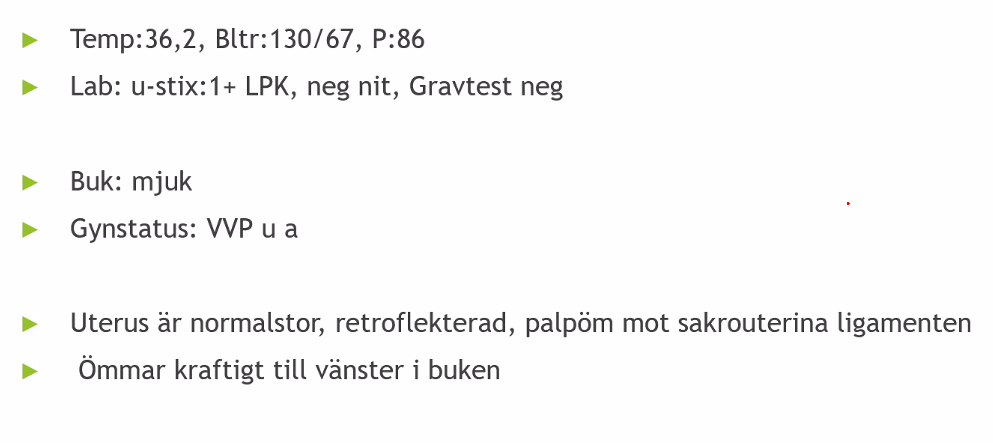 Temp:36,2, Bltr:130/67, P:86
Lab: u-stix:1+ LPK, neg nit, Gravtest neg
Buk: mjuk
Gynstatus: VVP u a
Uterus är normalstor, retroflekterad, palpöm mot sakrouterina ligamenten
Ömmar kraftigt till vänster i buken